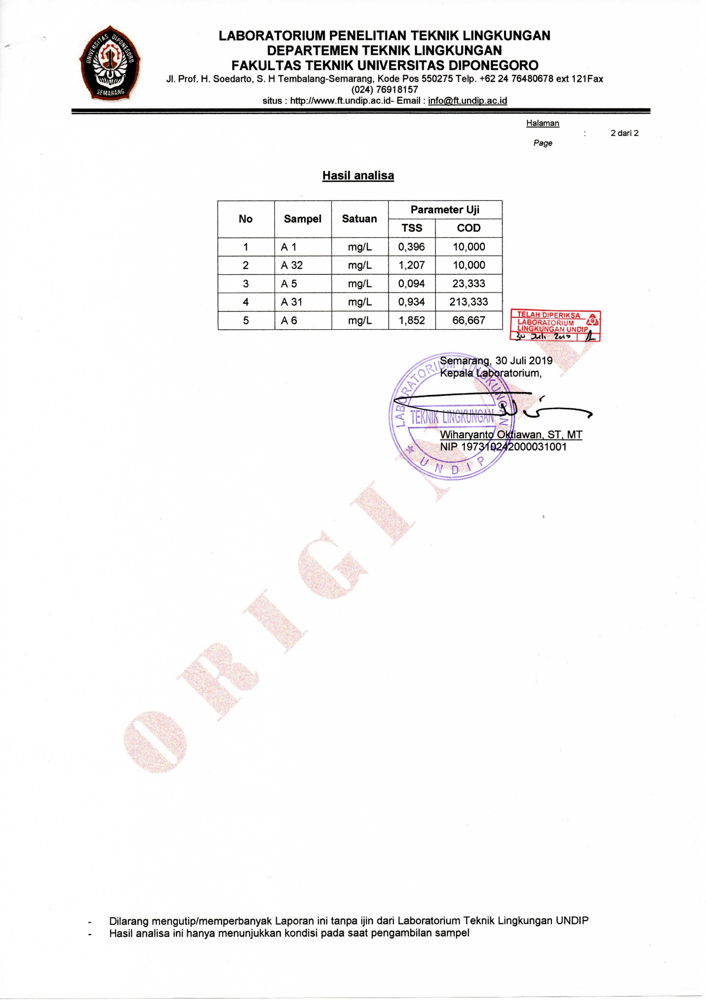 UNIVERSITAS DIPONEGORO
SEMARANG
LABORATORIUM PENELITIAN TEKNIK LINGKUNGAN
DEPARTEMEN TEKNIK LINGKUNGAN
FAKULTAS TEKNIK UNIVERSITAS DIPONEGORO
Jl. Prof. H. Soedarto, S. H Tembalang-Semarang, Kode Pos 550275 Telp. +62 24 76480678 ext 121Fax
(024) 76918157
situs : http://www.ft.undip.ac.id- Email : info@ft.undip.ac.id
Halaman
: 2 dari 2
Page
Hasil analisa
No Sampel Satuan Parameter Uji
TSS COD
1 A 1 mg/L 0,396 10,000
2 A 32 mg/L 1,207 10,000
3 A 5 mg/L 0,094 23,333
4 A 31 mg/L 0,934 213,333
5 A 6 mg/L 1,852 66,667
TELAH DIPERIKSA
LABORATORIUM
LINGKUNGAN UNDIP
30 Juli 2019
Semarang, 30 Juli 2019
Kepala Laboratorium,
LABORATORIUM LINGKUNGAN
TEKNIK LINGKUNGAN
* UNDIP *
Wiharyanto Oktiawan, ST, MT
NIP 197310242000031001
ORIGINAL
- Dilarang mengutip/memperbanyak Laporan ini tanpa ijin dari Laboratorium Teknik Lingkungan UNDIP
- Hasil analisa ini hanya menunjukkan kondisi pada saat pengambilan sampel